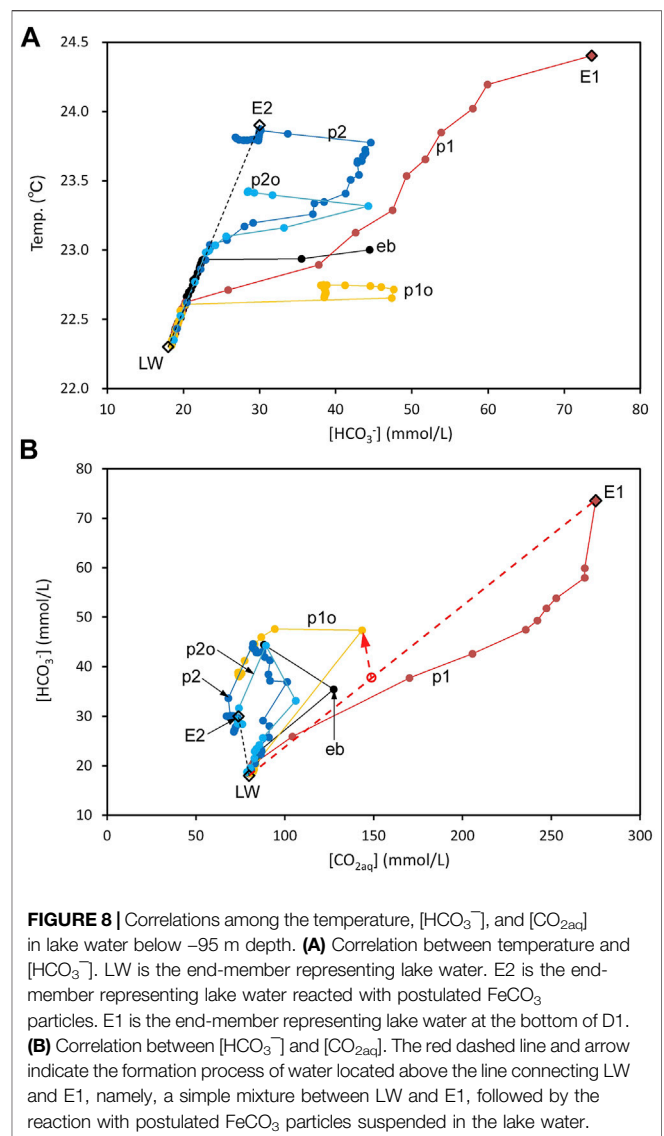 A
24.5
24.0
23.5
23.0
22.5
22.0
Temp. (°C)
E1
E2
p2
p1
p2o
eb
p1o
LW
10 20 30 40 50 60 70 80
[HCO₃⁻] (mmol/L)
B
80
70
60
50
40
30
20
10
[HCO₃⁻] (mmol/L)
E1
p1o
p2o
p2
p1
E2
eb
LW
0 50 100 150 200 250 300
[CO₂aq] (mmol/L)
FIGURE 8 | Correlations among the temperature, [HCO₃⁻], and [CO₂aq]
in lake water below −95 m depth. (A) Correlation between temperature and
[HCO₃⁻]. LW is the end-member representing lake water. E2 is the end-
member representing lake water reacted with postulated FeCO₃
particles. E1 is the end-member representing lake water at the bottom of D1.
(B) Correlation between [HCO₃⁻] and [CO₂aq]. The red dashed line and arrow
indicate the formation process of water located above the line connecting LW
and E1, namely, a simple mixture between LW and E1, followed by the
reaction with postulated FeCO₃ particles suspended in the lake water.